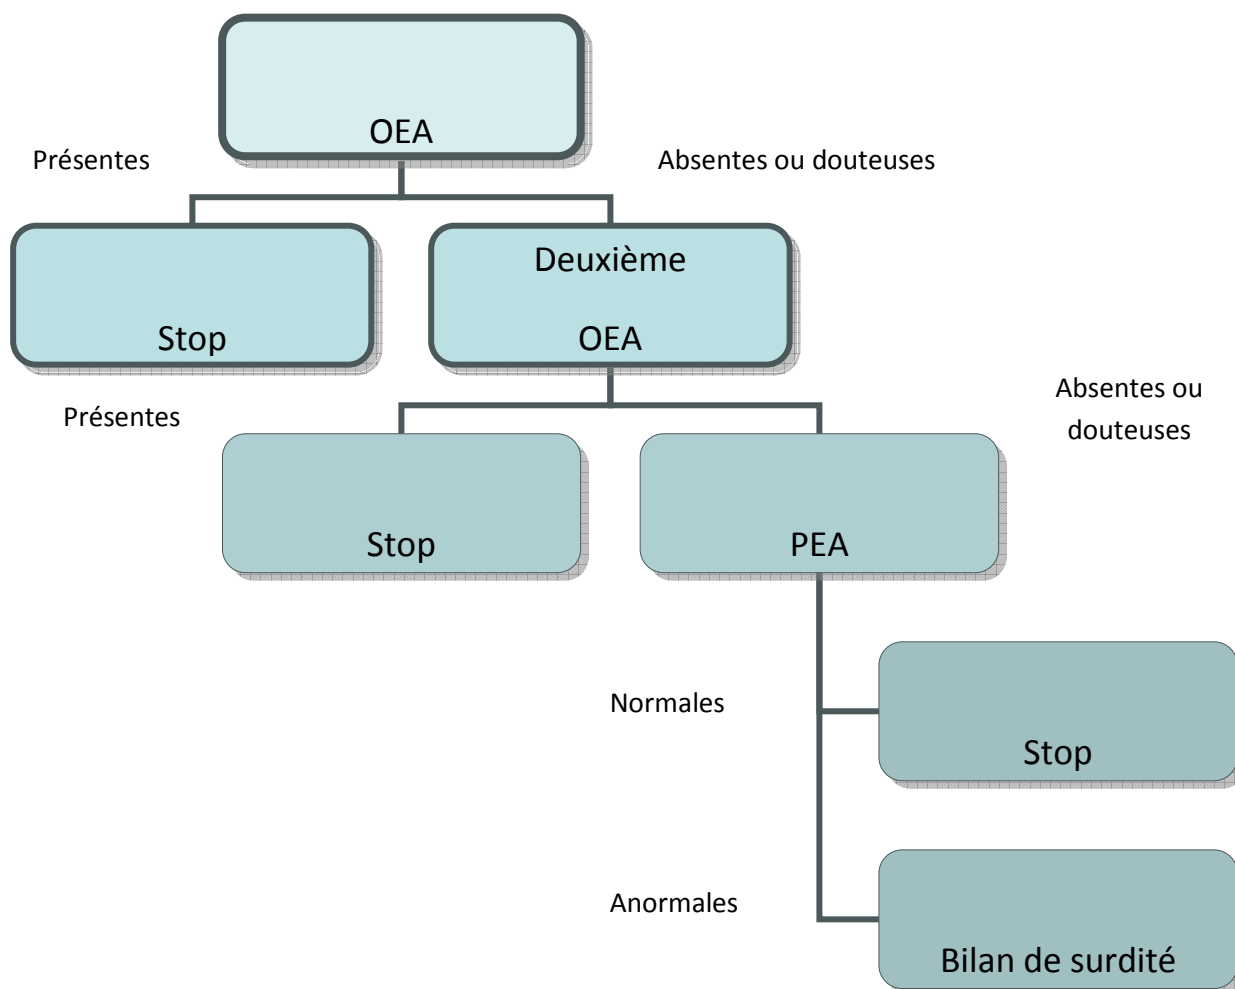 OEA
Présentes
Absentes ou douteuses
Deuxième
Stop
OEA
Présentes
Absentes ou
douteuses
Stop
PEA
Normales
Stop
Anormales
Bilan de surdité